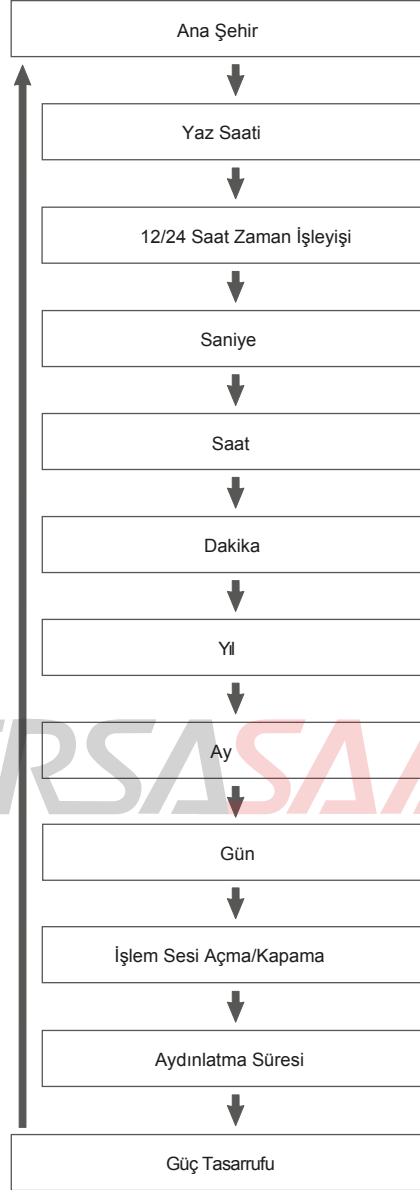 Ana Şehir
Yaz Saati
12/24 Saat Zaman İşleyişi
Saniye
Saat
Dakika
Yıl
ERSASAA
Ay
Gün
İşlem Sesi Açma/Kapama
Aydınlatma Süresi
Güç Tasarrufu